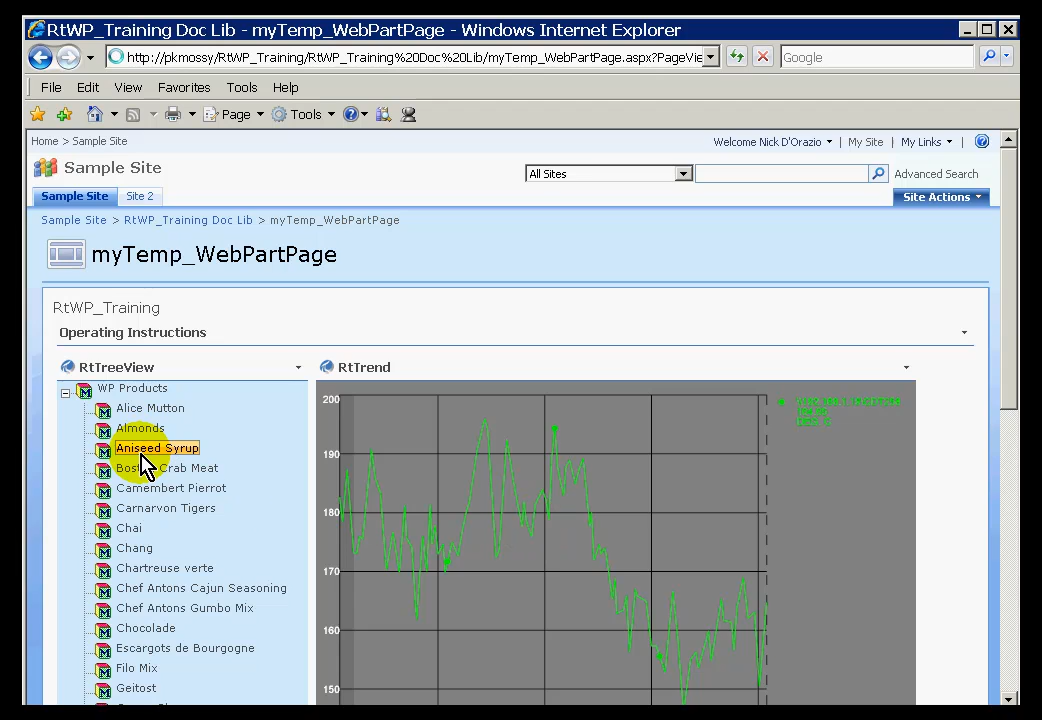 RtWP_Training Doc Lib - myTemp_WebPartPage - Windows Internet Explorer
http://pkmossy/RtWP_Training/RtWP_Training%20Doc%20Lib/myTemp_WebPartPage.aspx?PageVie
Google
File Edit View Favorites Tools Help
Page Tools
Home > Sample Site
Welcome Nick D'Orazio | My Site | My Links |
Sample Site
All Sites
Advanced Search
Sample Site Site 2
Site Actions
Sample Site > RtWP_Training Doc Lib > myTemp_WebPartPage
myTemp_WebPartPage
RtWP_Training
Operating Instructions
RtTreeView
RtTrend
WP Products
Alice Mutton
Almonds
Aniseed Syrup
Boston Crab Meat
Camembert Pierrot
Carnarvon Tigers
Chai
Chang
Chartreuse verte
Chef Antons Cajun Seasoning
Chef Antons Gumbo Mix
Chocolade
Escargots de Bourgogne
Filo Mix
Geitost
200
190
180
170
160
150